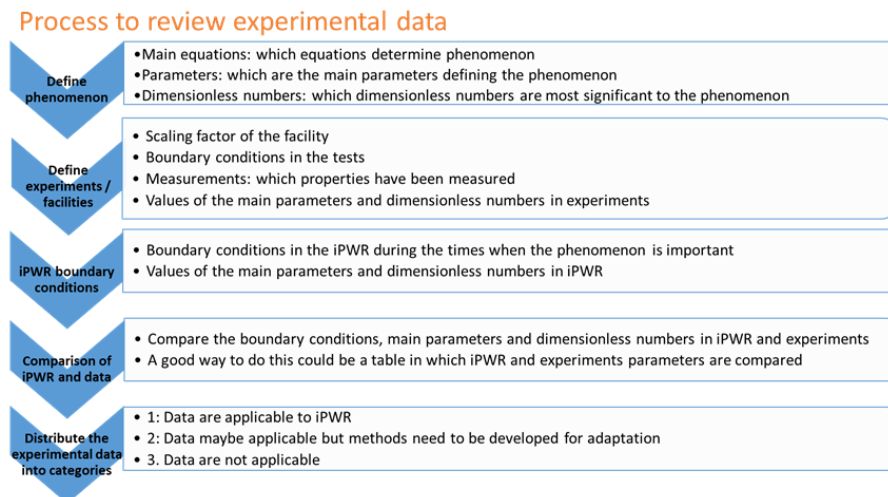 Process to review experimental data
Define
phenomenon
•Main equations: which equations determine phenomenon
•Parameters: which are the main parameters defining the phenomenon
•Dimensionless numbers: which dimensionless numbers are most significant to the phenomenon
Define
experiments /
facilities
• Scaling factor of the facility
• Boundary conditions in the tests
• Measurements: which properties have been measured
• Values of the main parameters and dimensionless numbers in experiments
iPWR boundary
conditions
• Boundary conditions in the iPWR during the times when the phenomenon is important
• Values of the main parameters and dimensionless numbers in iPWR
Comparison of
iPWR and data
• Compare the boundary conditions, main parameters and dimensionless numbers in iPWR and experiments
• A good way to do this could be a table in which iPWR and experiments parameters are compared
Distribute the
experimental data
into categories
• 1: Data are applicable to iPWR
• 2: Data maybe applicable but methods need to be developed for adaptation
• 3. Data are not applicable